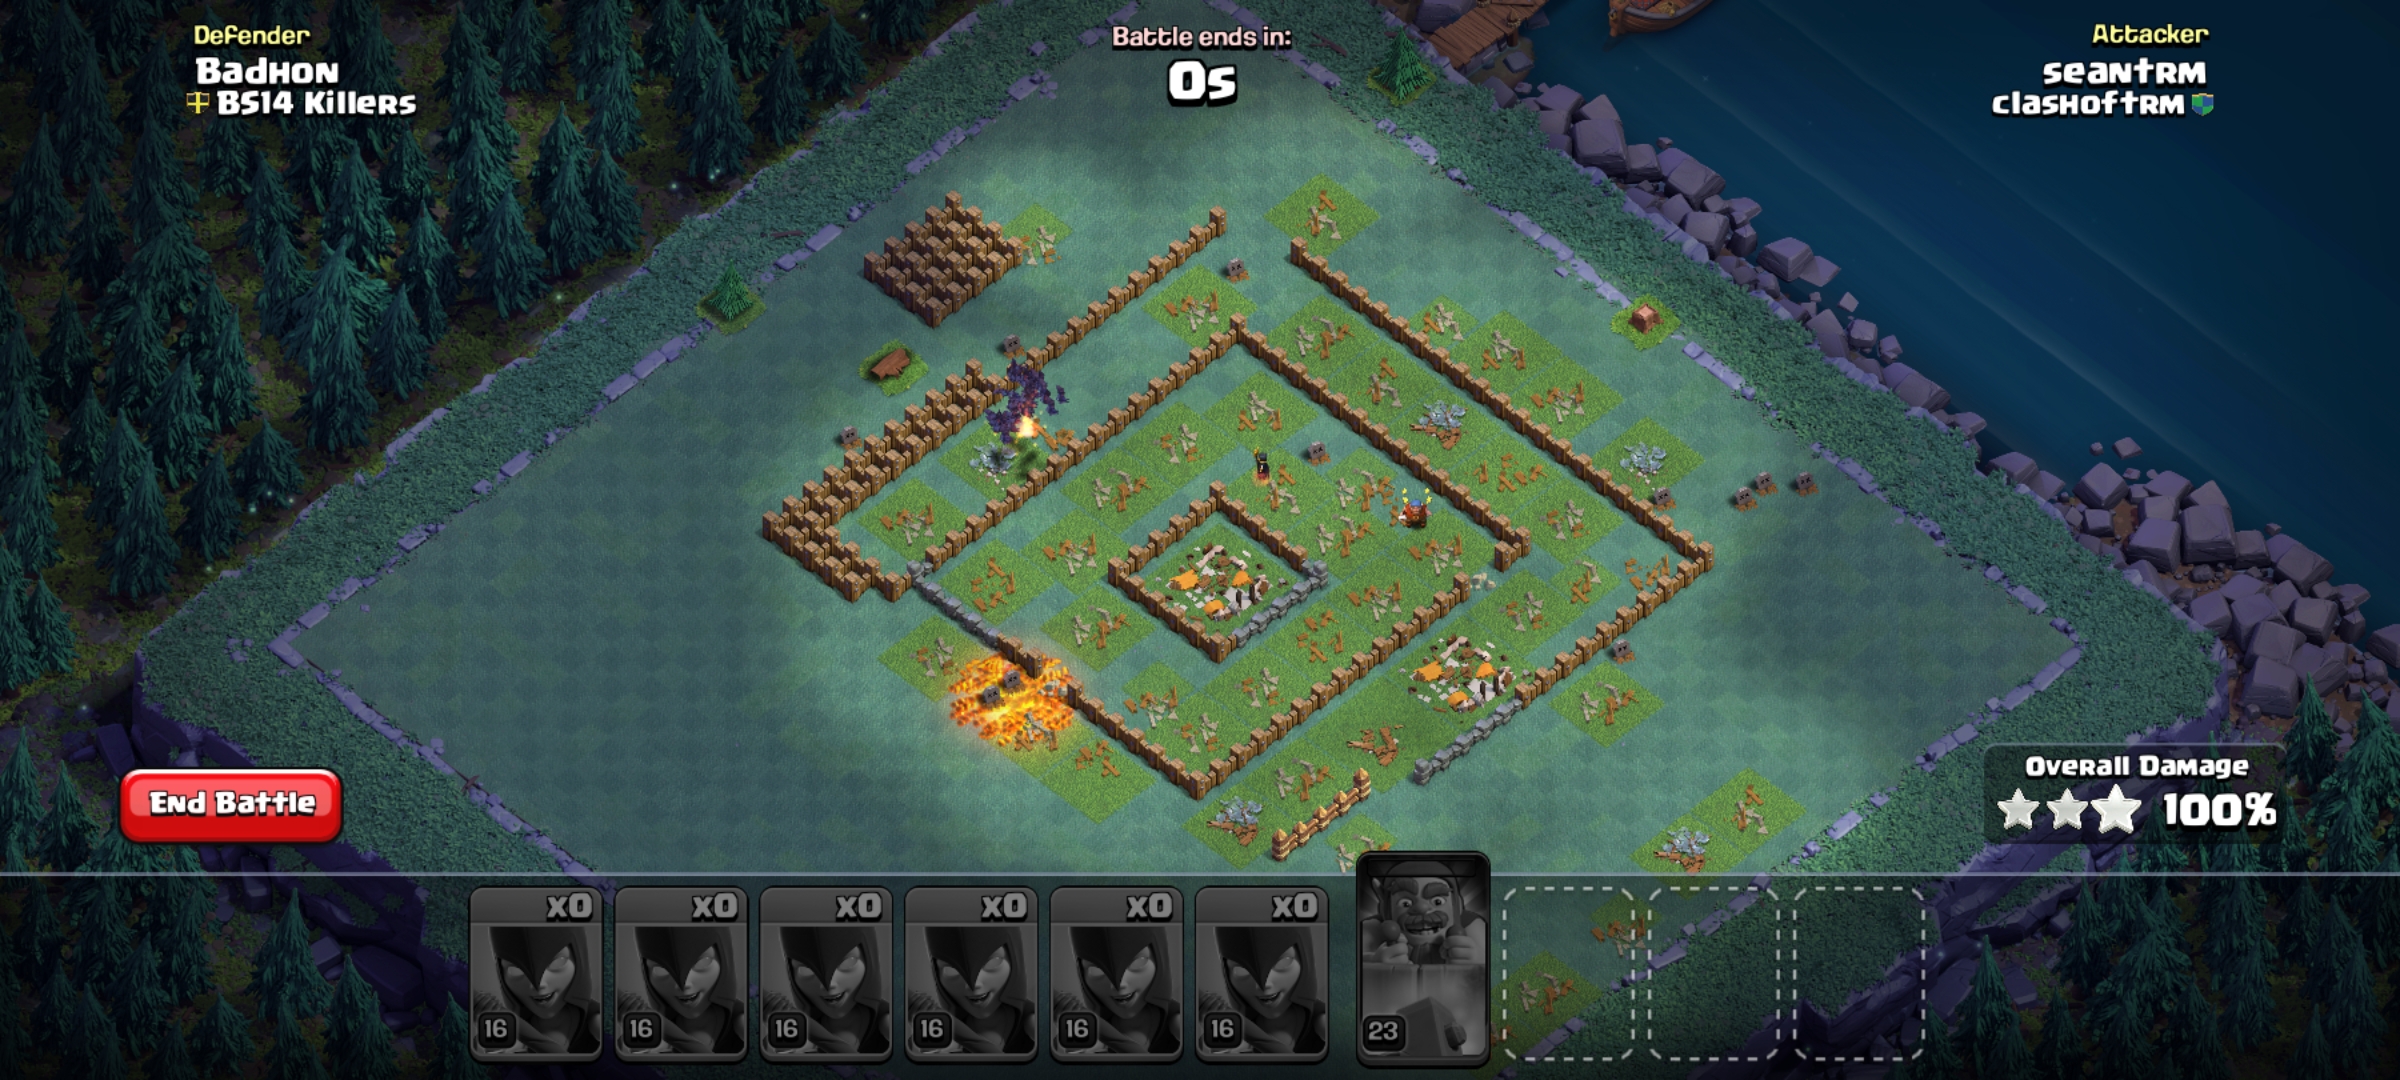 Defender
Badhon
BS14 Killers
Battle ends in:
0s
Attacker
seantrm
clashoftrm
End Battle
Overall Damage
100%
x0
x0
x0
x0
x0
x0
16
16
16
16
16
16
23